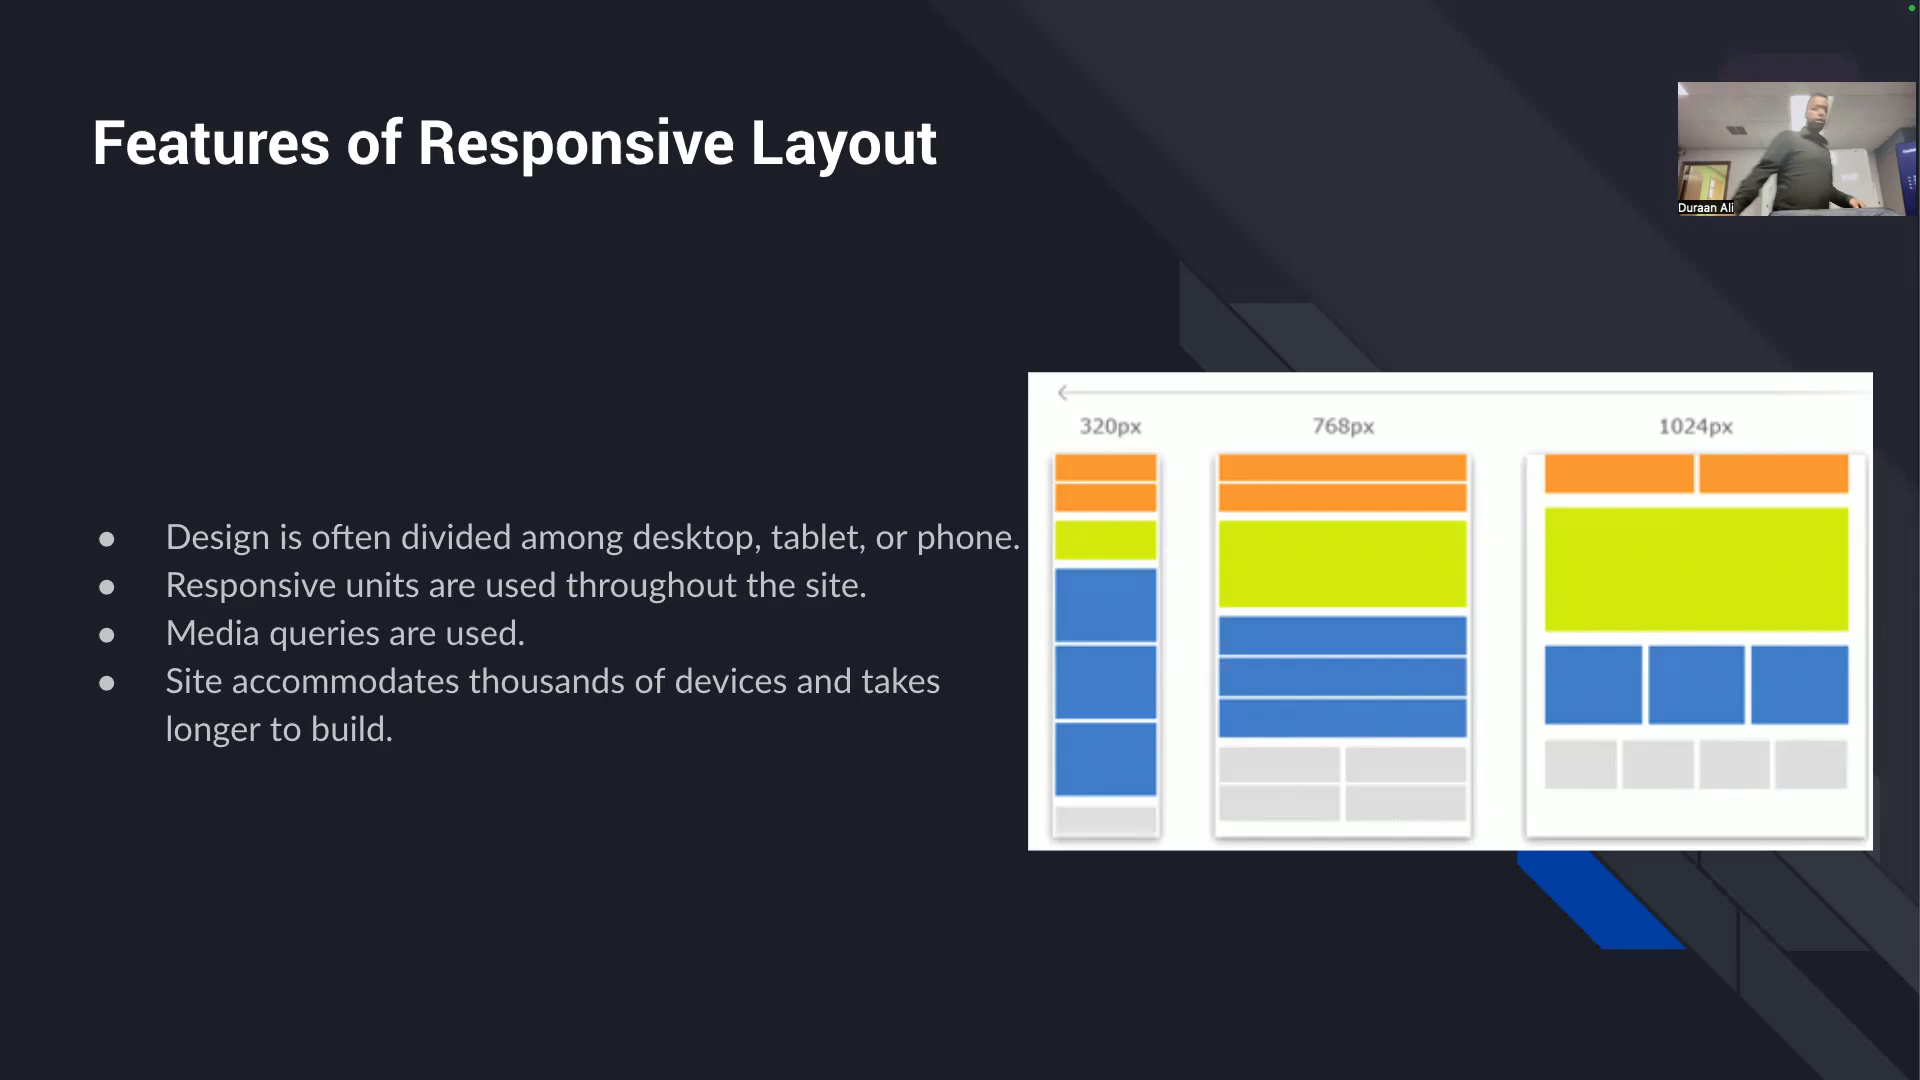 Features of Responsive Layout
Duraan Ali
320px 768px 1024px
● Design is often divided among desktop, tablet, or phone.
● Responsive units are used throughout the site.
● Media queries are used.
● Site accommodates thousands of devices and takes
longer to build.